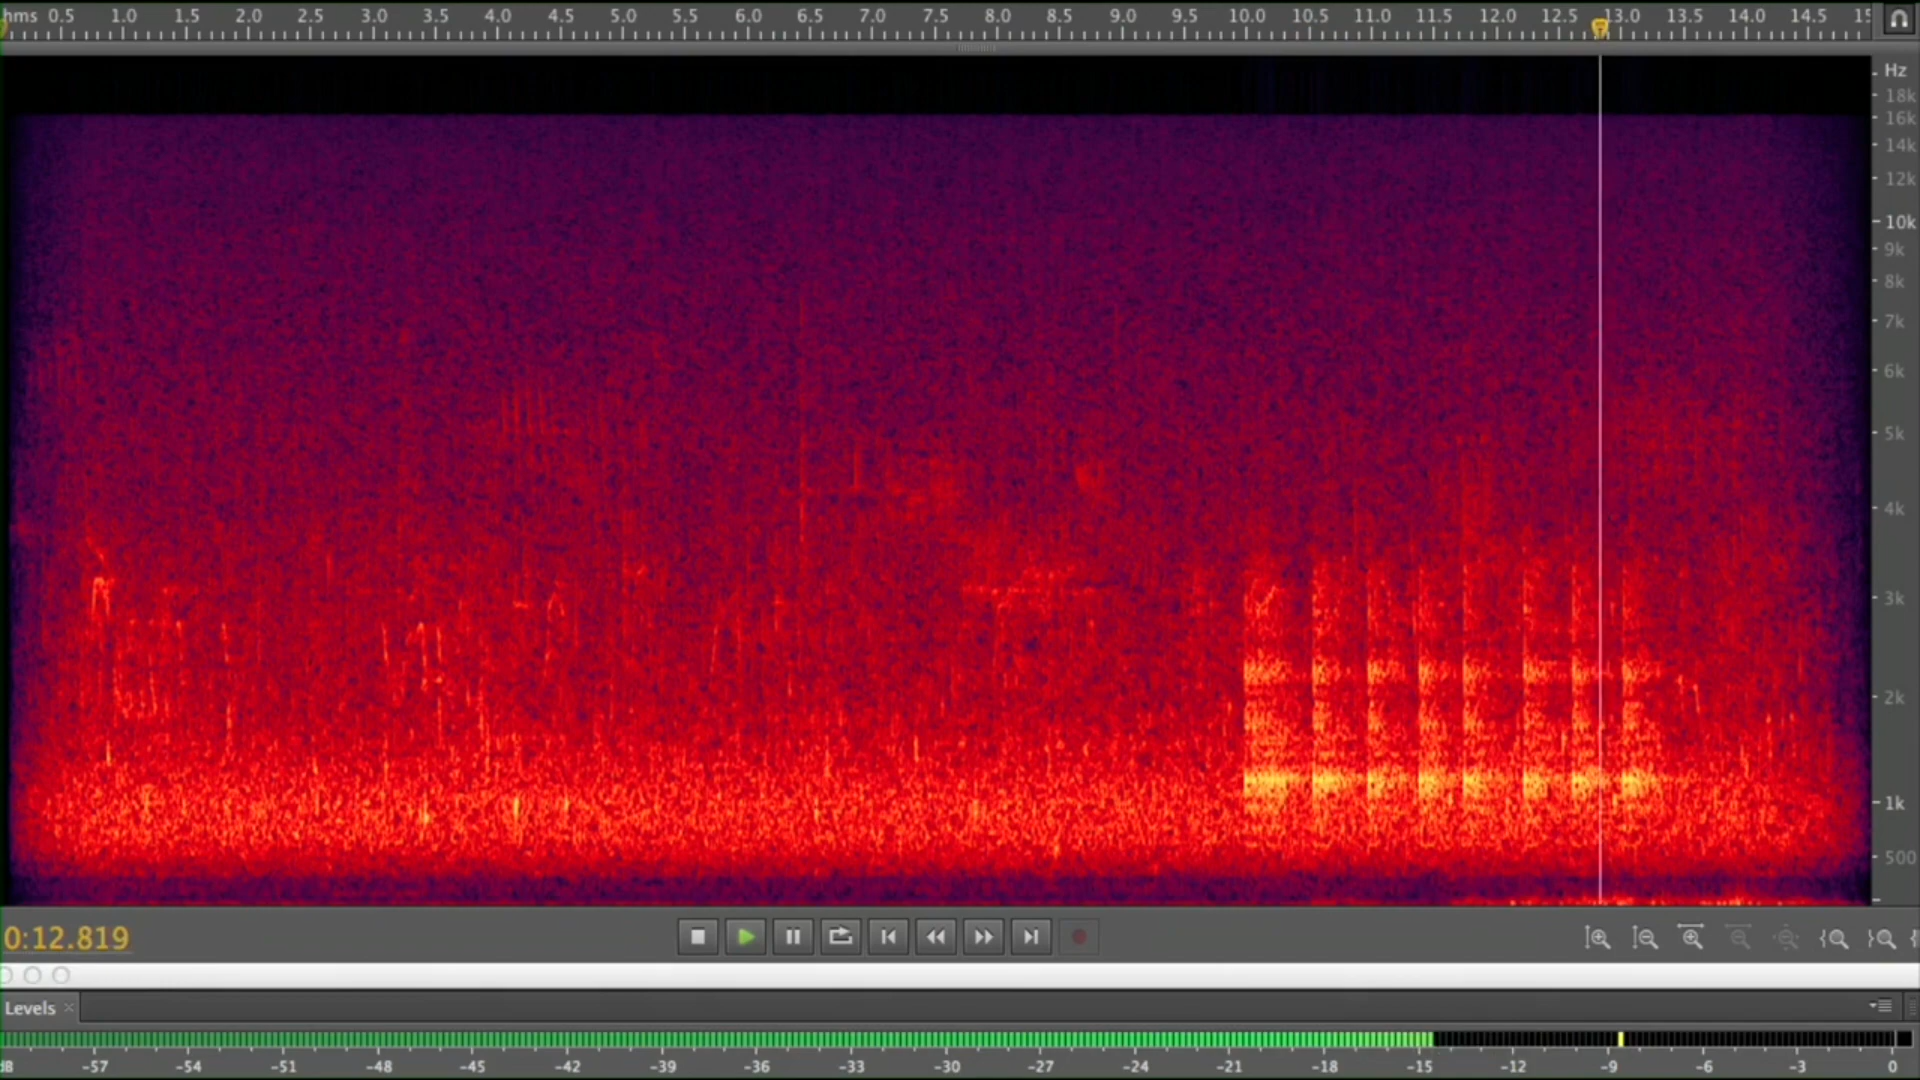 hms 0.5 1.0 1.5 2.0 2.5 3.0 3.5 4.0 4.5 5.0 5.5 6.0 6.5 7.0 7.5 8.0 8.5 9.0 9.5 10.0 10.5 11.0 11.5 12.0 12.5 13.0 13.5 14.0 14.5 15
Hz
18k
16k
14k
12k
10k
9k
8k
7k
6k
5k
4k
3k
2k
1k
500
0:12.819
Levels
dB -57 -54 -51 -48 -45 -42 -39 -36 -33 -30 -27 -24 -21 -18 -15 -12 -9 -6 -3 0